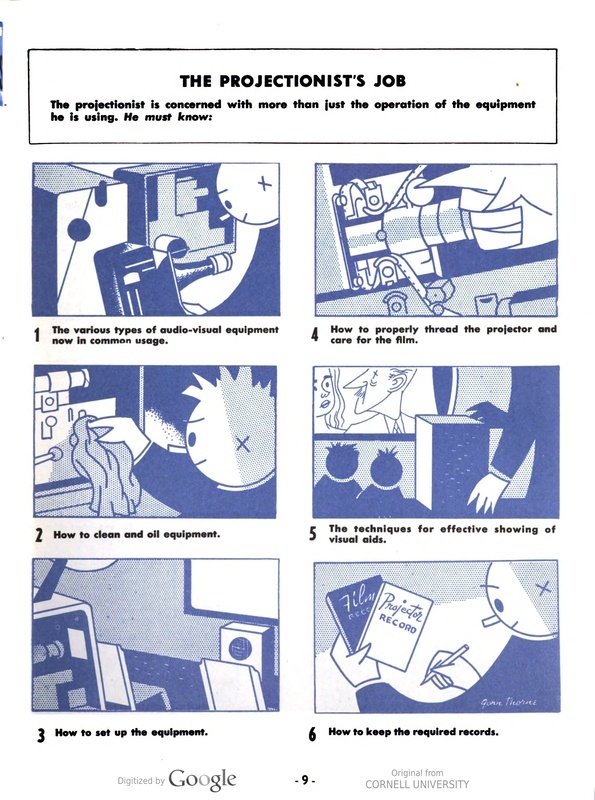 THE PROJECTIONIST'S JOB
The projectionist is concerned with more than just the operation of the equipment
he is using. He must know:
1 The various types of audio-visual equipment
now in common usage.
2 How to clean and oil equipment.
3 How to set up the equipment.
4 How to properly thread the projector and
care for the film.
5 The techniques for effective showing of
visual aids.
Film
RECO
Projector
RECORD
6 How to keep the required records.
Digitized by Google
- 9 -
Original from
CORNELL UNIVERSITY